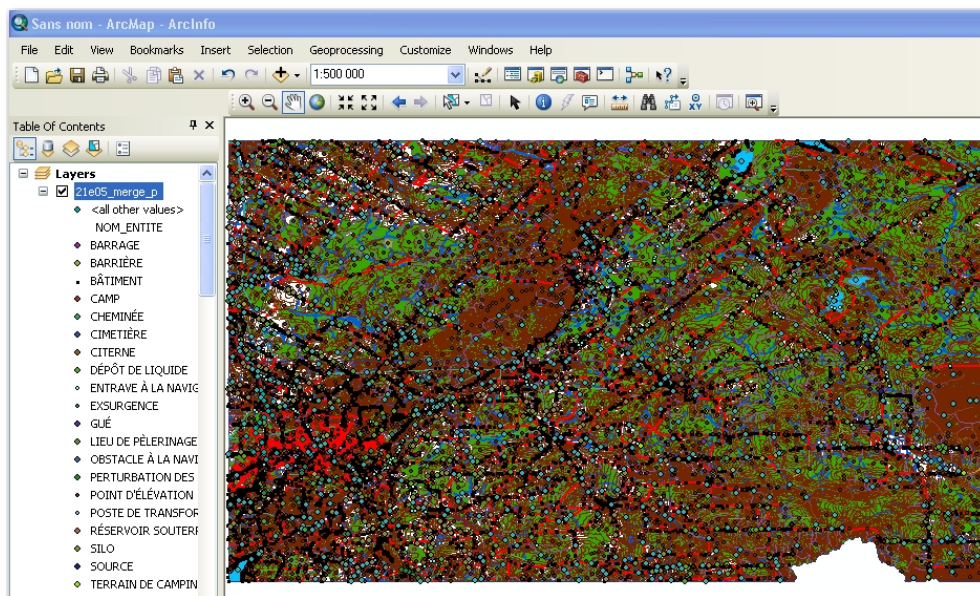 Sans nom - ArcMap - ArcInfo
File Edit View Bookmarks Insert Selection Geoprocessing Customize Windows Help
1:500 000
Table Of Contents
Layers
21e05_merge_p
<all other values>
NOM_ENTITE
BARRAGE
BARRIÈRE
BÂTIMENT
CAMP
CHEMINÉE
CIMETIÈRE
CITERNE
DÉPÔT DE LIQUIDE
ENTRAVE À LA NAVIG
EXSURGENCE
GUÉ
LIEU DE PÈLERINAGE
OBSTACLE À LA NAVI
PERTURBATION DES
POINT D'ÉLÉVATION
POSTE DE TRANSFOR
RÉSERVOIR SOUTERR
SILO
SOURCE
TERRAIN DE CAMPIN